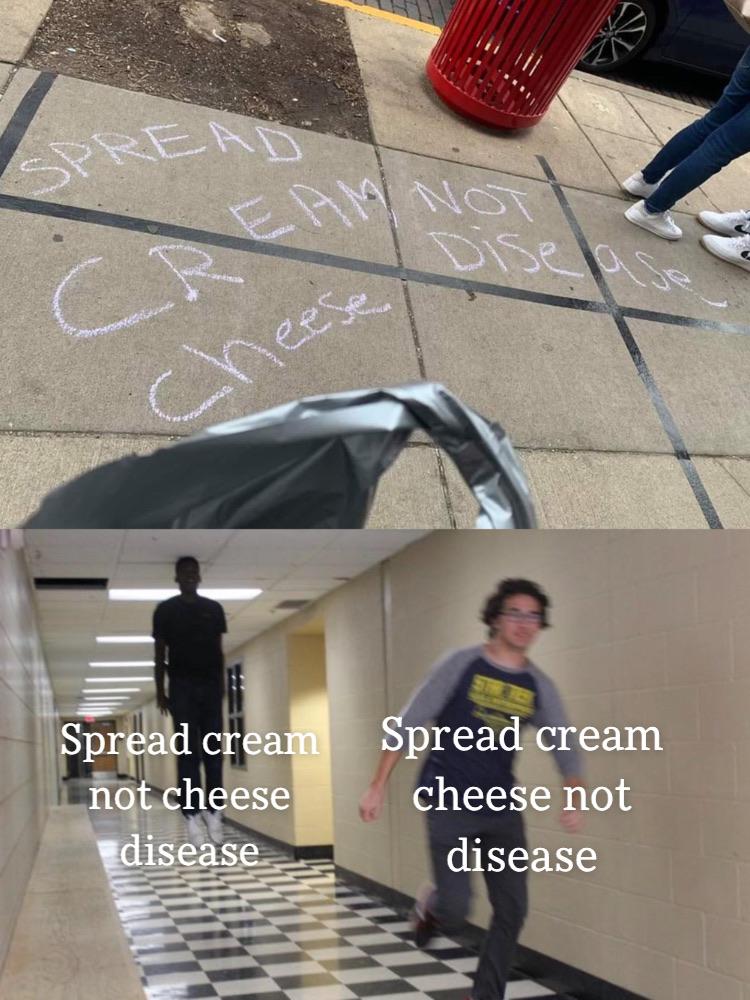 SPREAD
CREAM
Cheese
NOT
DiSease
Spread cream
not cheese
disease
Spread cream
cheese not
disease